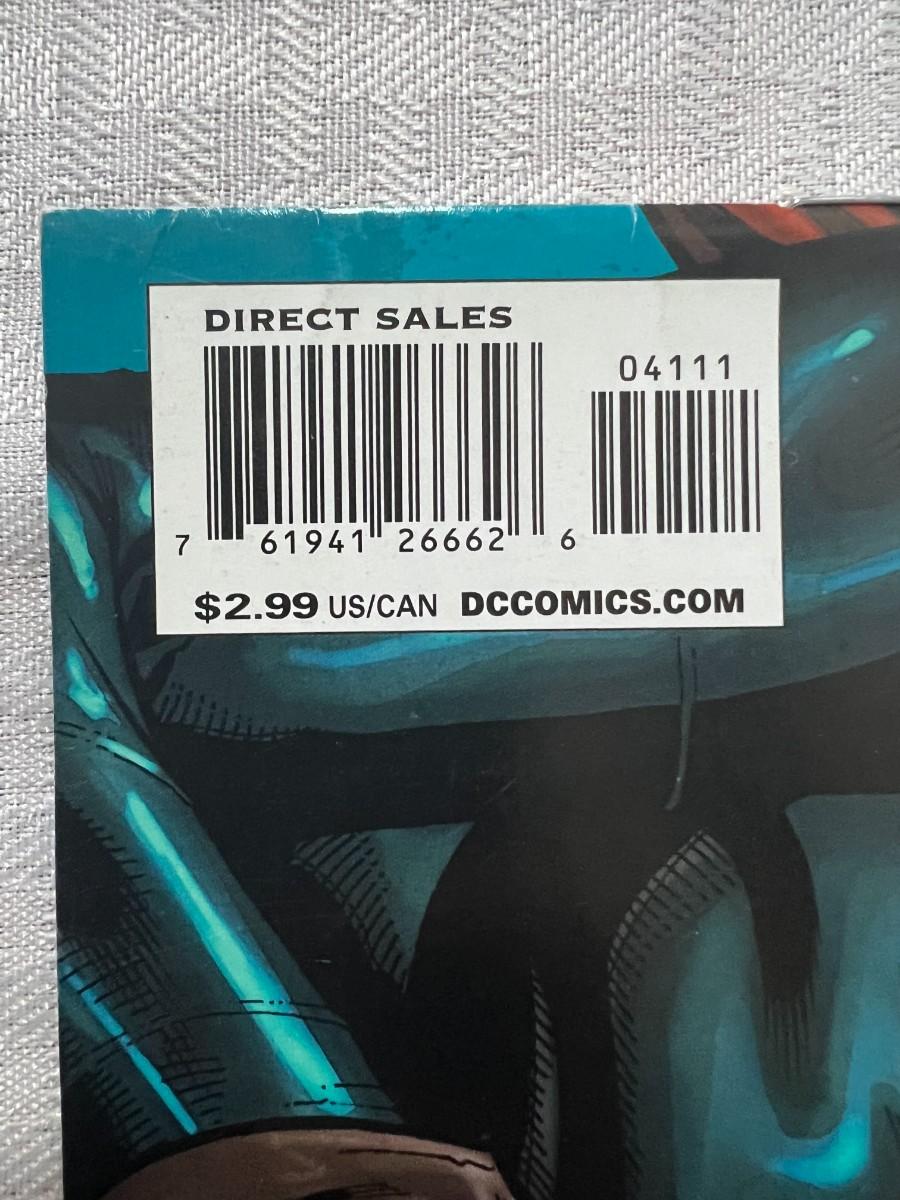 DIRECT SALES
04111
7 61941 26662 6
$2.99 US/CAN DCCOMICS.COM